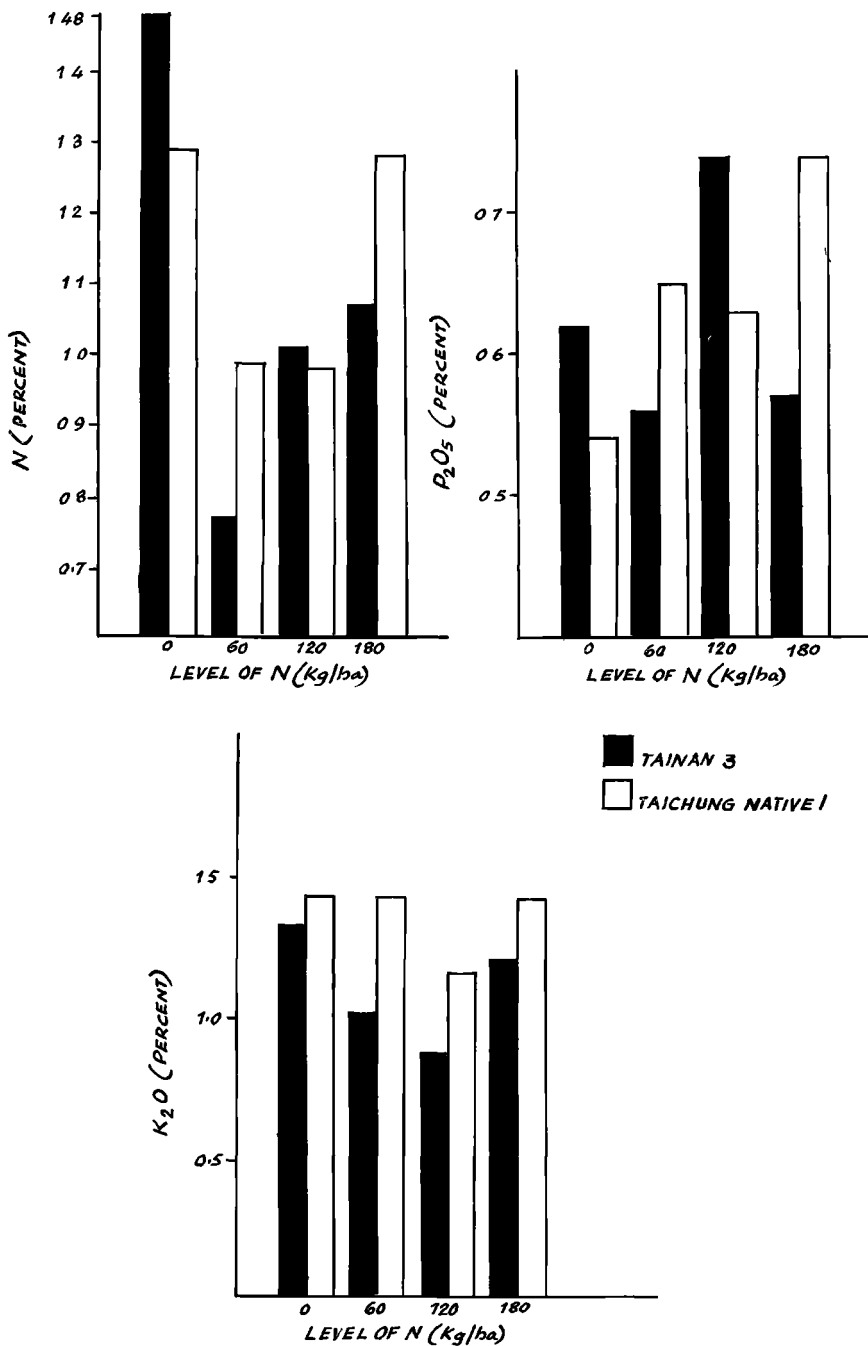 N (PERCENT)
1.48
1.4
1.3
1.2
1.1
1.0
0.9
0.8
0.7
0 60 120 180
LEVEL OF N (Kg/ha)
P₂O₅ (PERCENT)
0.7
0.6
0.5
0 60 120 180
LEVEL OF N (Kg/ha)
TAINAN 3
TAICHUNG NATIVE 1
K₂O (PERCENT)
1.5
1.0
0.5
0 60 120 180
LEVEL OF N (Kg/ha)